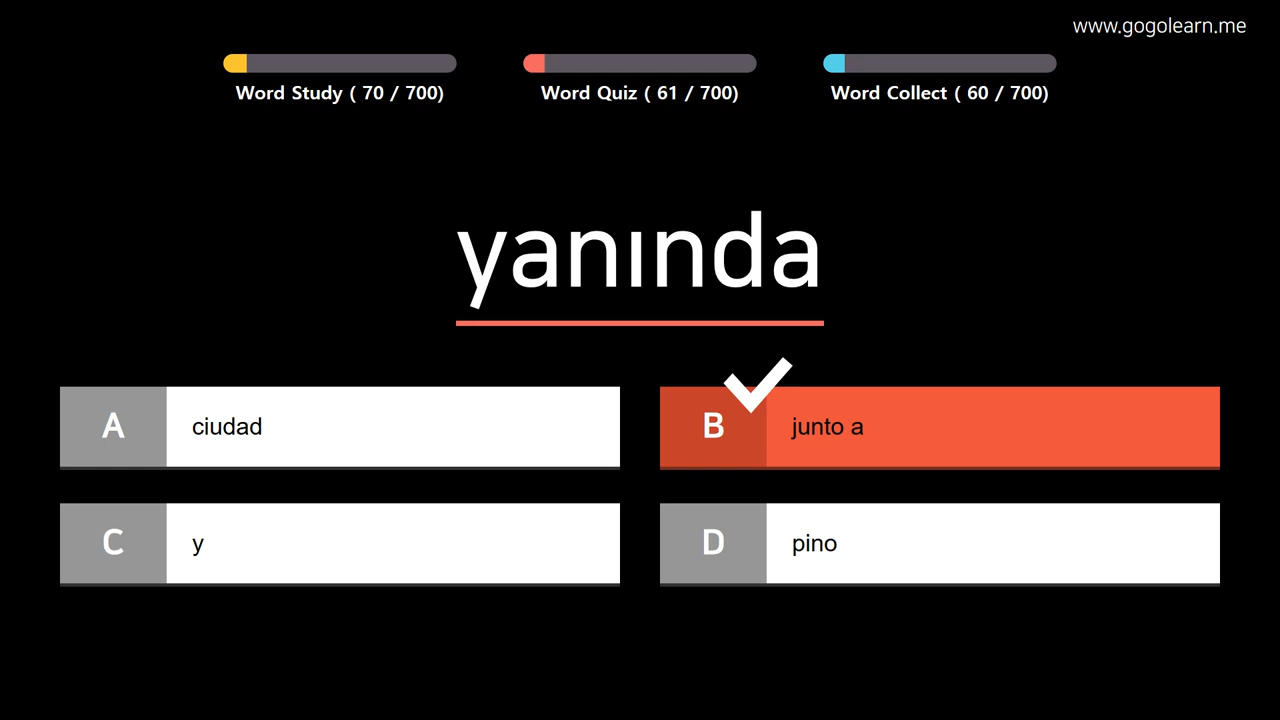 www.gogolearn.me
Word Study ( 70 / 700)
Word Quiz ( 61 / 700)
Word Collect ( 60 / 700)
yanında
A ciudad
B junto a
C y
D pino